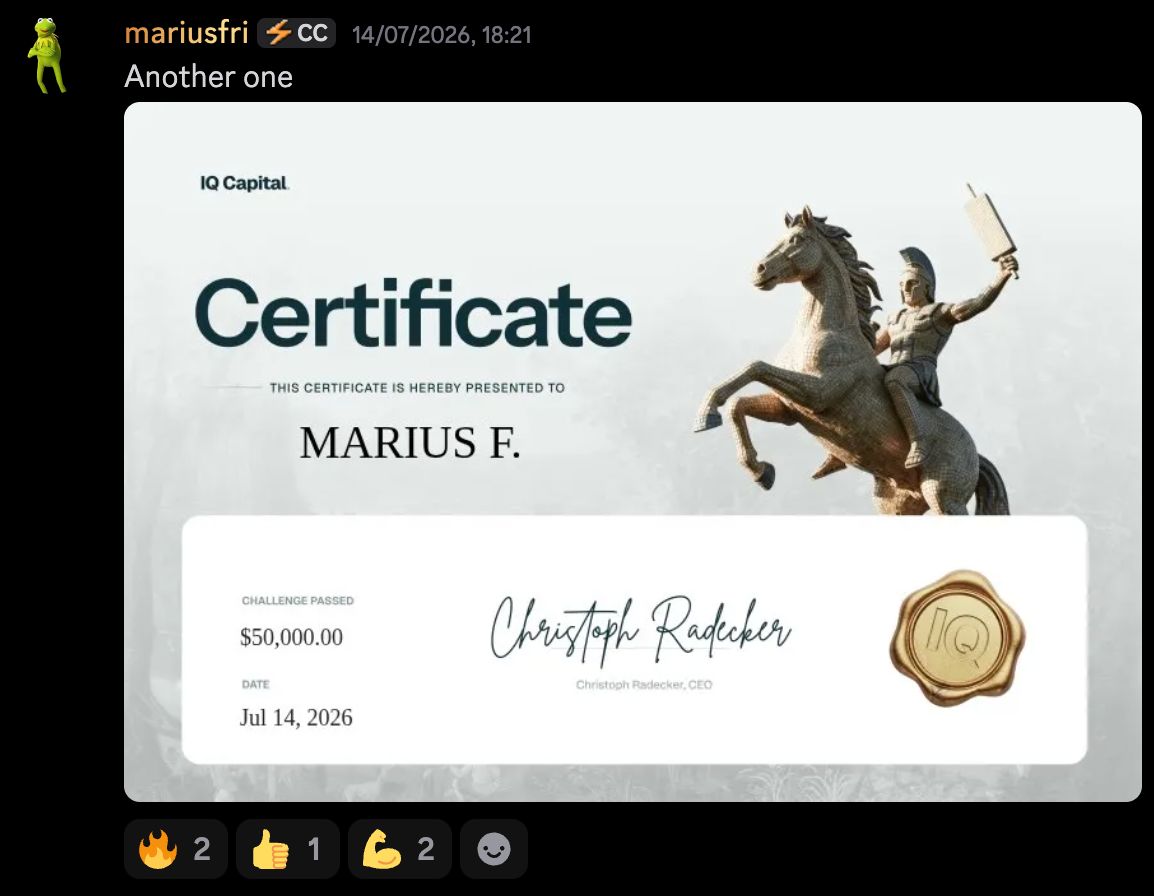 mariusfri ⚡ CC 14/07/2026, 18:21
Another one
IQ Capital
Certificate
THIS CERTIFICATE IS HEREBY PRESENTED TO
MARIUS F.
CHALLENGE PASSED
$50,000.00
DATE
Jul 14, 2026
Christoph Radecker
Christoph Radecker, CEO
IQ
🔥 2 👍 1 💪 2